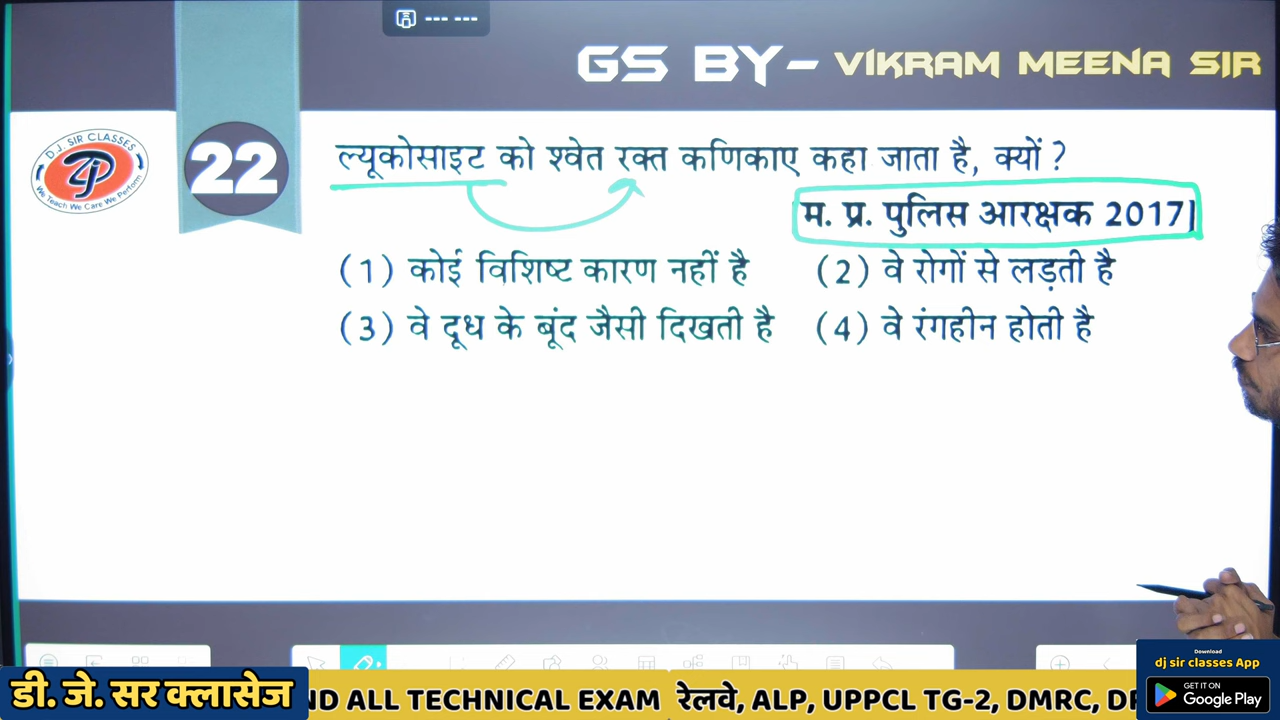 --- ---
GS BY- VIKRAM MEENA SIR
D.J. SIR CLASSES
We Teach We Care We Perform
22
ल्यूकोसाइट को श्वेत रक्त कणिकाए कहा जाता है, क्यों ?
म. प्र. पुलिस आरक्षक 2017|
(1) कोई विशिष्ट कारण नहीं है (2) वे रोगों से लड़ती है
(3) वे दूध के बूंद जैसी दिखती है (4) वे रंगहीन होती है
डी. जे. सर क्लासेज
ND ALL TECHNICAL EXAM रेलवे, ALP, UPPCL TG-2, DMRC,
Download
dj sir classes App
GET IT ON
Google Play